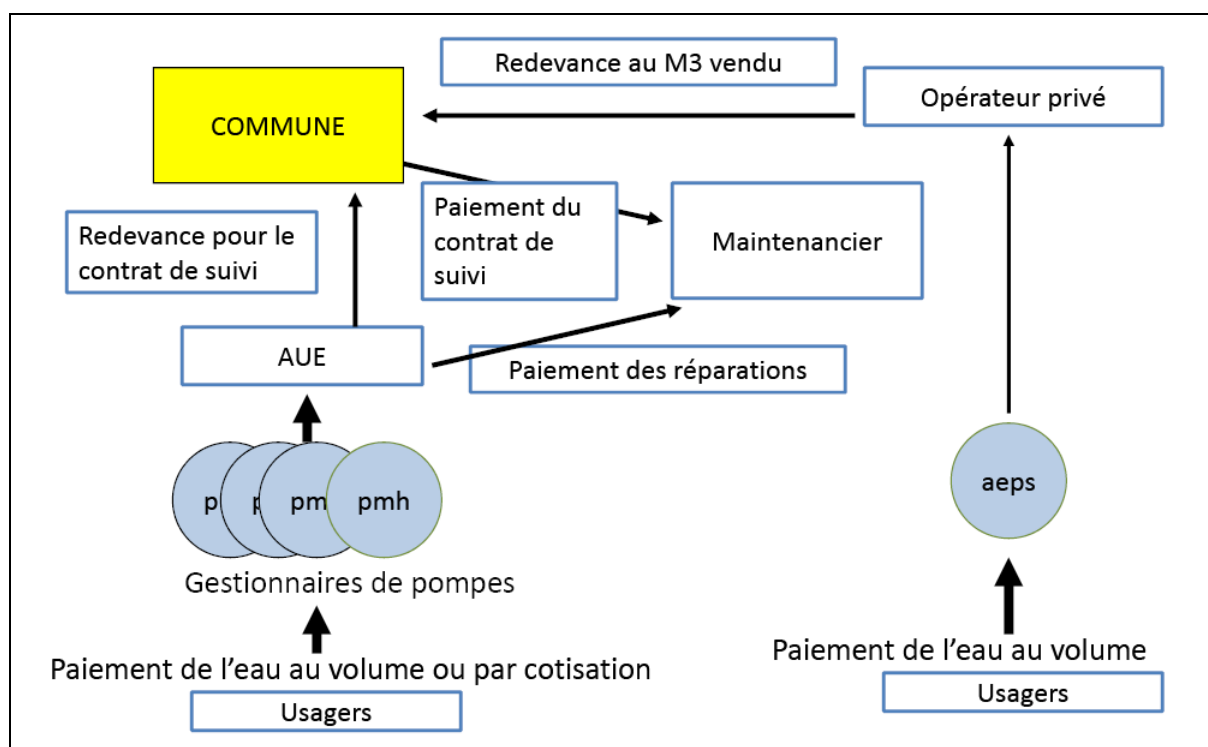 Redevance au M3 vendu
Opérateur privé
COMMUNE
Redevance pour le
contrat de suivi
Paiement du
contrat de
suivi
Maintenancier
AUE
Paiement des réparations
p
p
pm
pmh
aeps
Gestionnaires de pompes
Paiement de l’eau au volume ou par cotisation
Usagers
Paiement de l’eau au volume
Usagers